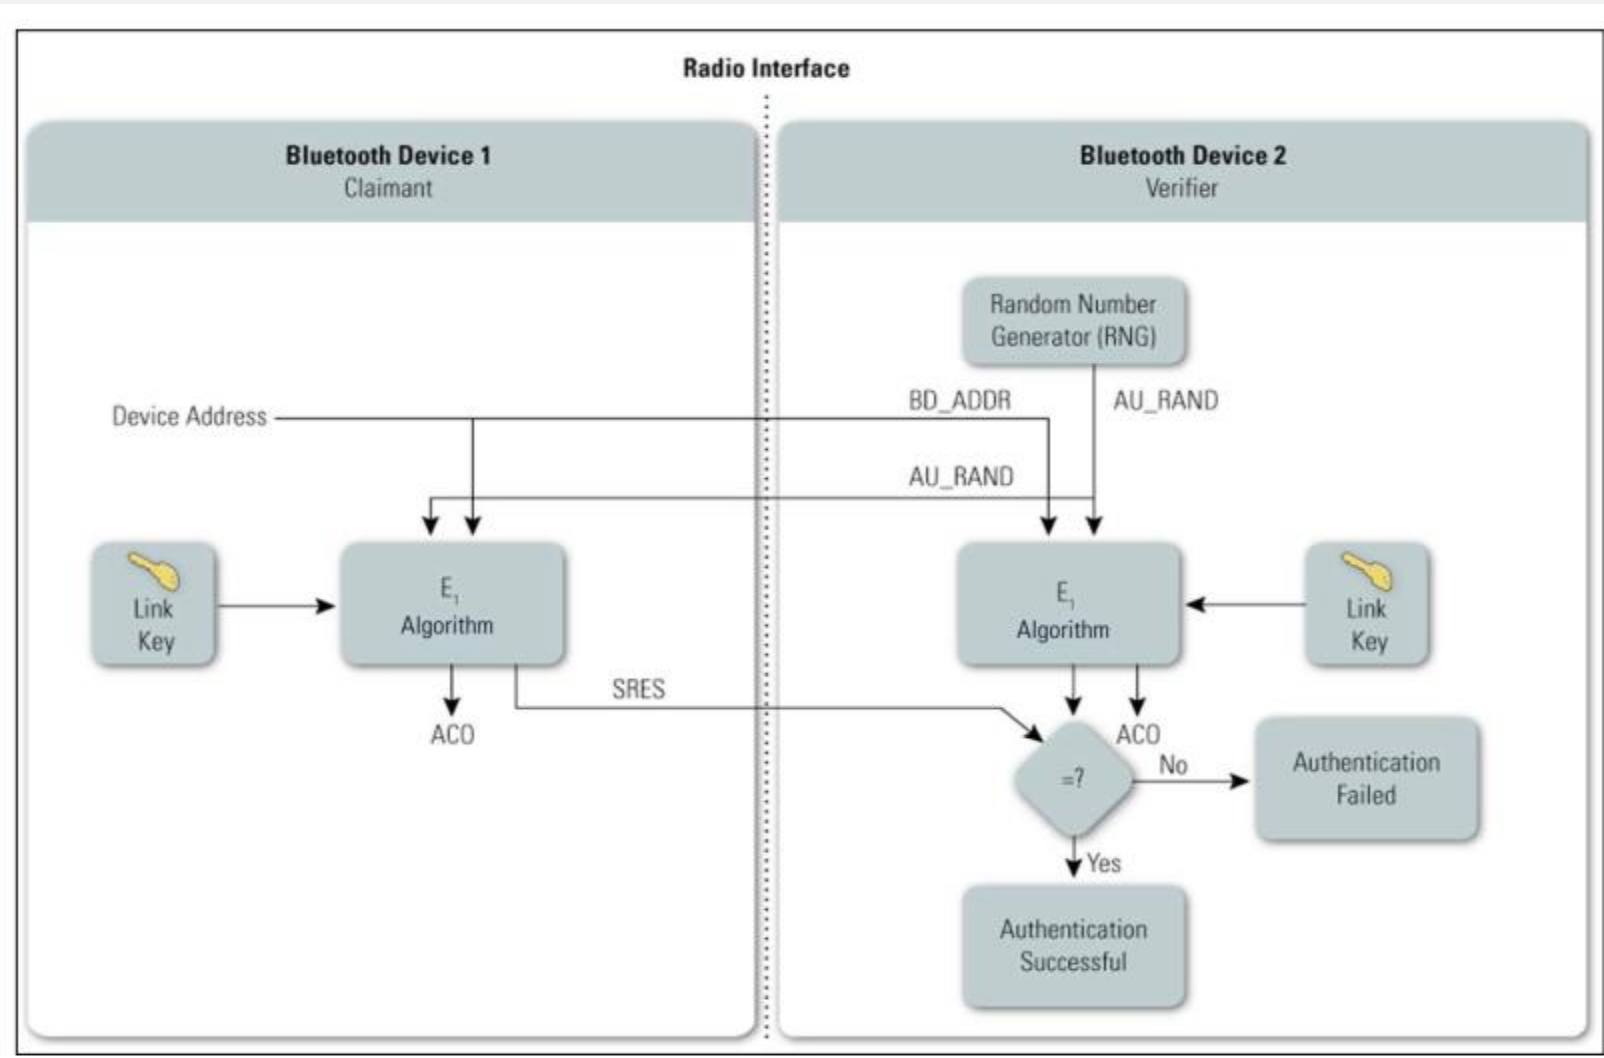 Radio Interface
Bluetooth Device 1
Claimant
Bluetooth Device 2
Verifier
Random Number
Generator (RNG)
BD_ADDR
AU_RAND
Device Address
AU_RAND
Link
Key
E₁
Algorithm
E₁
Algorithm
Link
Key
SRES
ACO
ACO
=?
No
Authentication
Failed
Yes
Authentication
Successful